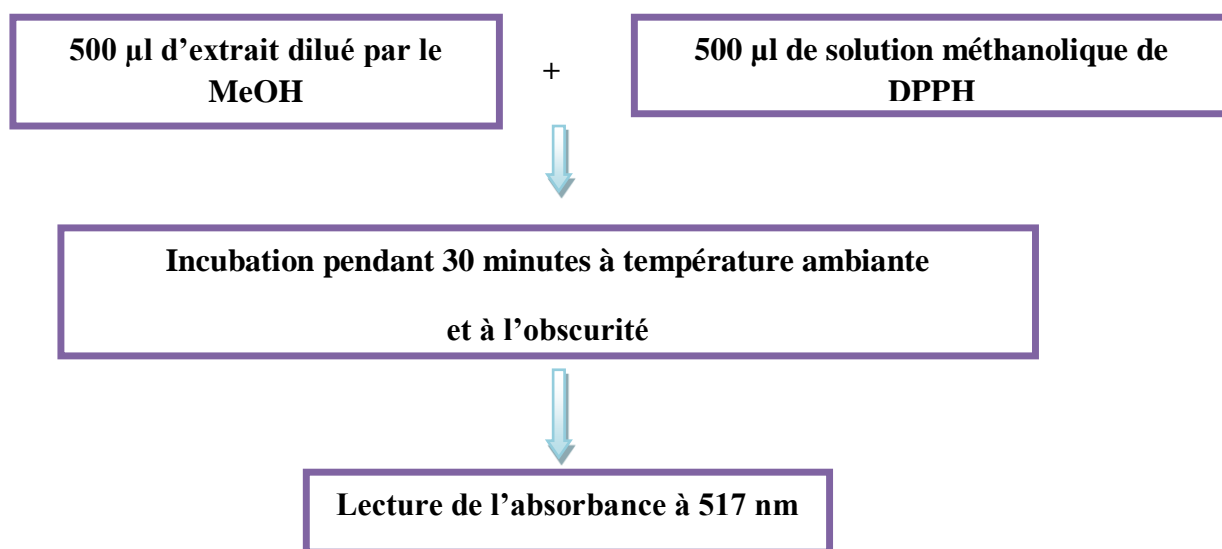 500 µl d’extrait dilué par le
MeOH
+
500 µl de solution méthanolique de
DPPH
Incubation pendant 30 minutes à température ambiante
et à l’obscurité
Lecture de l’absorbance à 517 nm